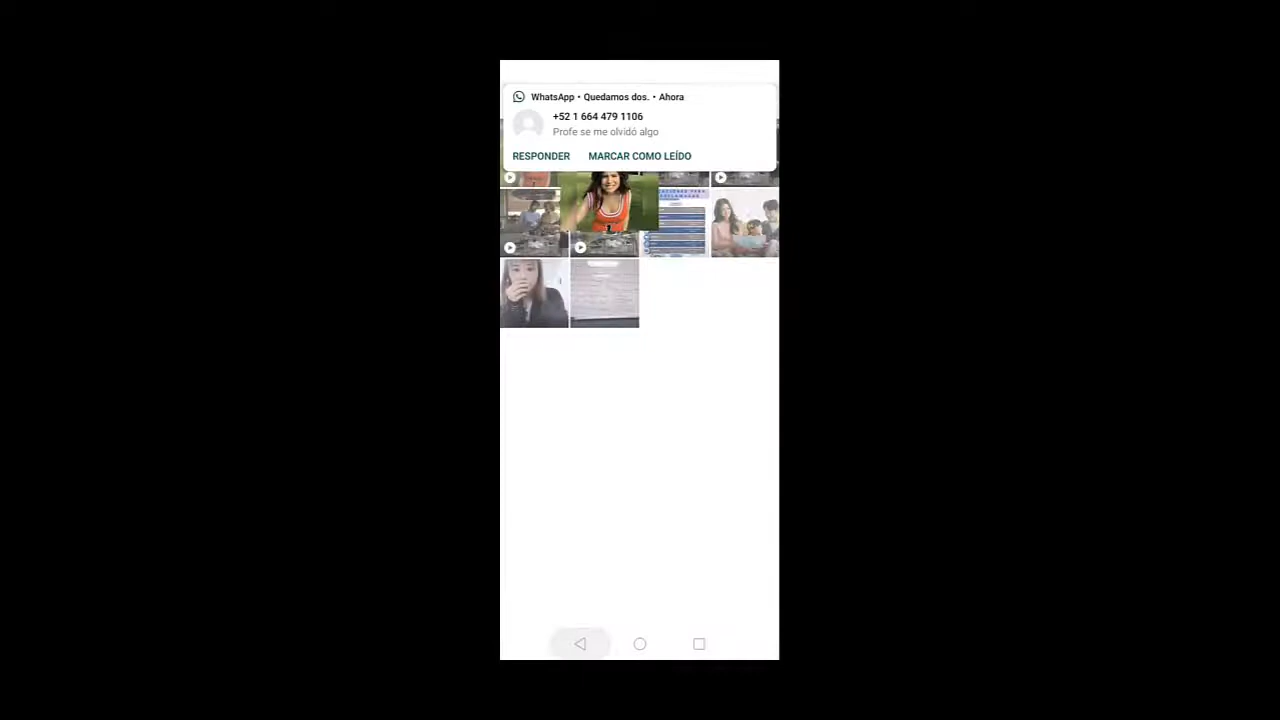 WhatsApp • Quedamos dos. • Ahora
+52 1 664 479 1106
Profe se me olvidó algo
RESPONDER MARCAR COMO LEÍDO